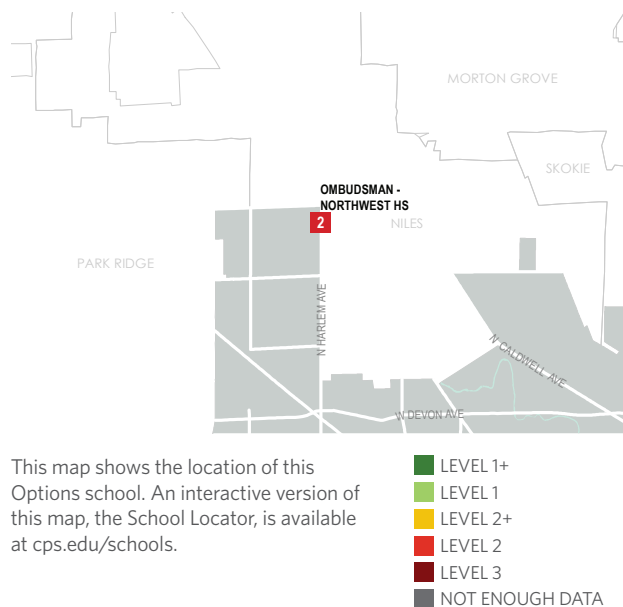 MORTON GROVE
SKOKIE
OMBUDSMAN -
NORTHWEST HS
2
NILES
PARK RIDGE
N HARLEM AVE
N CALDWELL AVE
W DEVON AVE
This map shows the location of this
Options school. An interactive version of
this map, the School Locator, is available
at cps.edu/schools.
LEVEL 1+
LEVEL 1
LEVEL 2+
LEVEL 2
LEVEL 3
NOT ENOUGH DATA